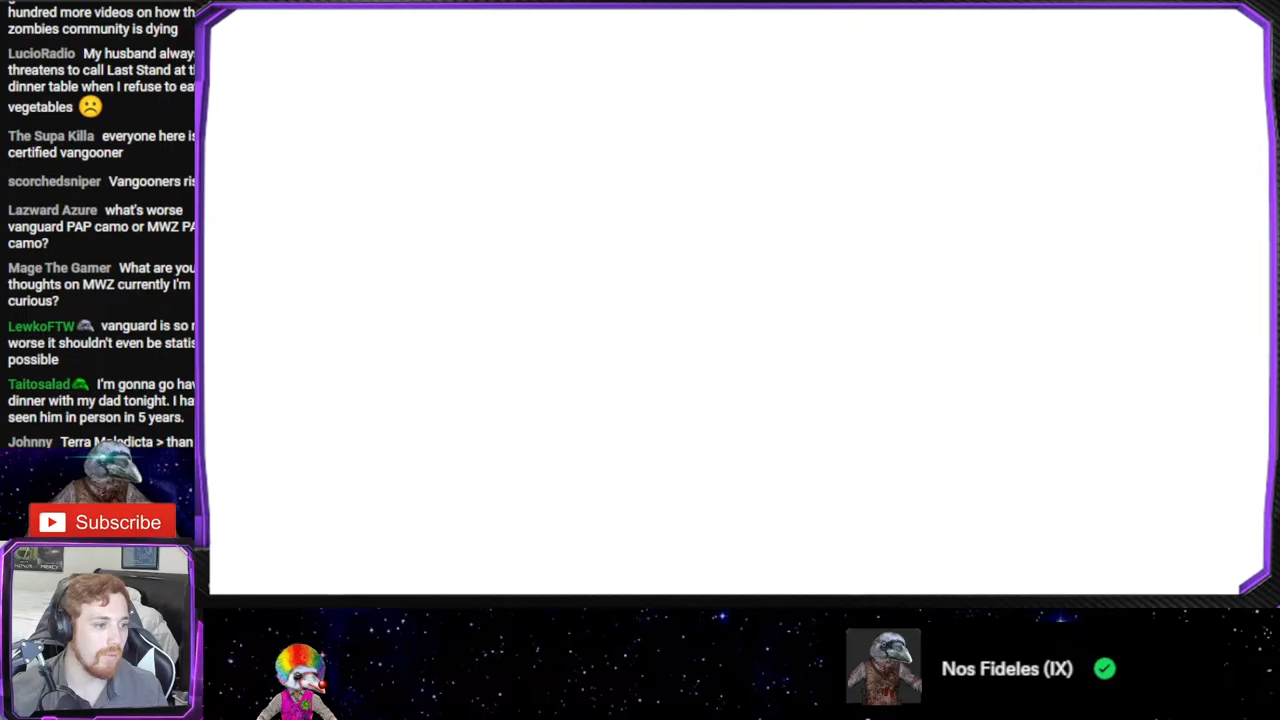 hundred more videos on how th
zombies community is dying
LucioRadio My husband alway
threatens to call Last Stand at t
dinner table when I refuse to ea
vegetables
The Supa Killa everyone here is
certified vangooner
scorchedsniper Vangooners ris
Lazward Azure what's worse
vanguard PAP camo or MWZ PA
camo?
Mage The Gamer What are you
thoughts on MWZ currently I'm
curious?
LewkoFTW vanguard is so
worse it shouldn't even be statis
possible
Taitosalad I'm gonna go hav
dinner with my dad tonight. I ha
seen him in person in 5 years.
Johnny Terra Maledicta > than
Subscribe
HONOR MERCY
Nos Fideles (IX)